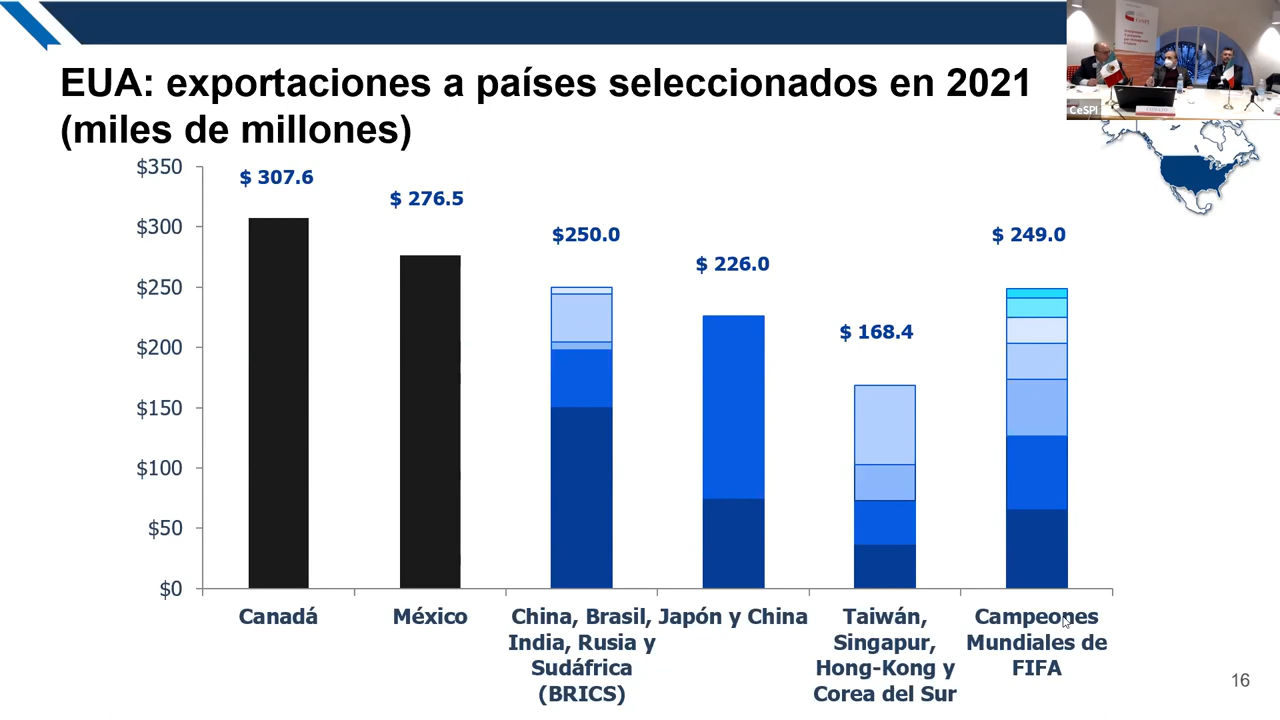 EUA: exportaciones a países seleccionados en 2021
(miles de millones)
CeSPI
CeSPI
$350
$300
$250
$200
$150
$100
$50
$0
$ 307.6
$ 276.5
$250.0
$ 226.0
$ 168.4
$ 249.0
Canadá
México
China, Brasil,
India, Rusia y
Sudáfrica
(BRICS)
Japón y China
Taiwán,
Singapur,
Hong-Kong y
Corea del Sur
Campeones
Mundiales de
FIFA
16